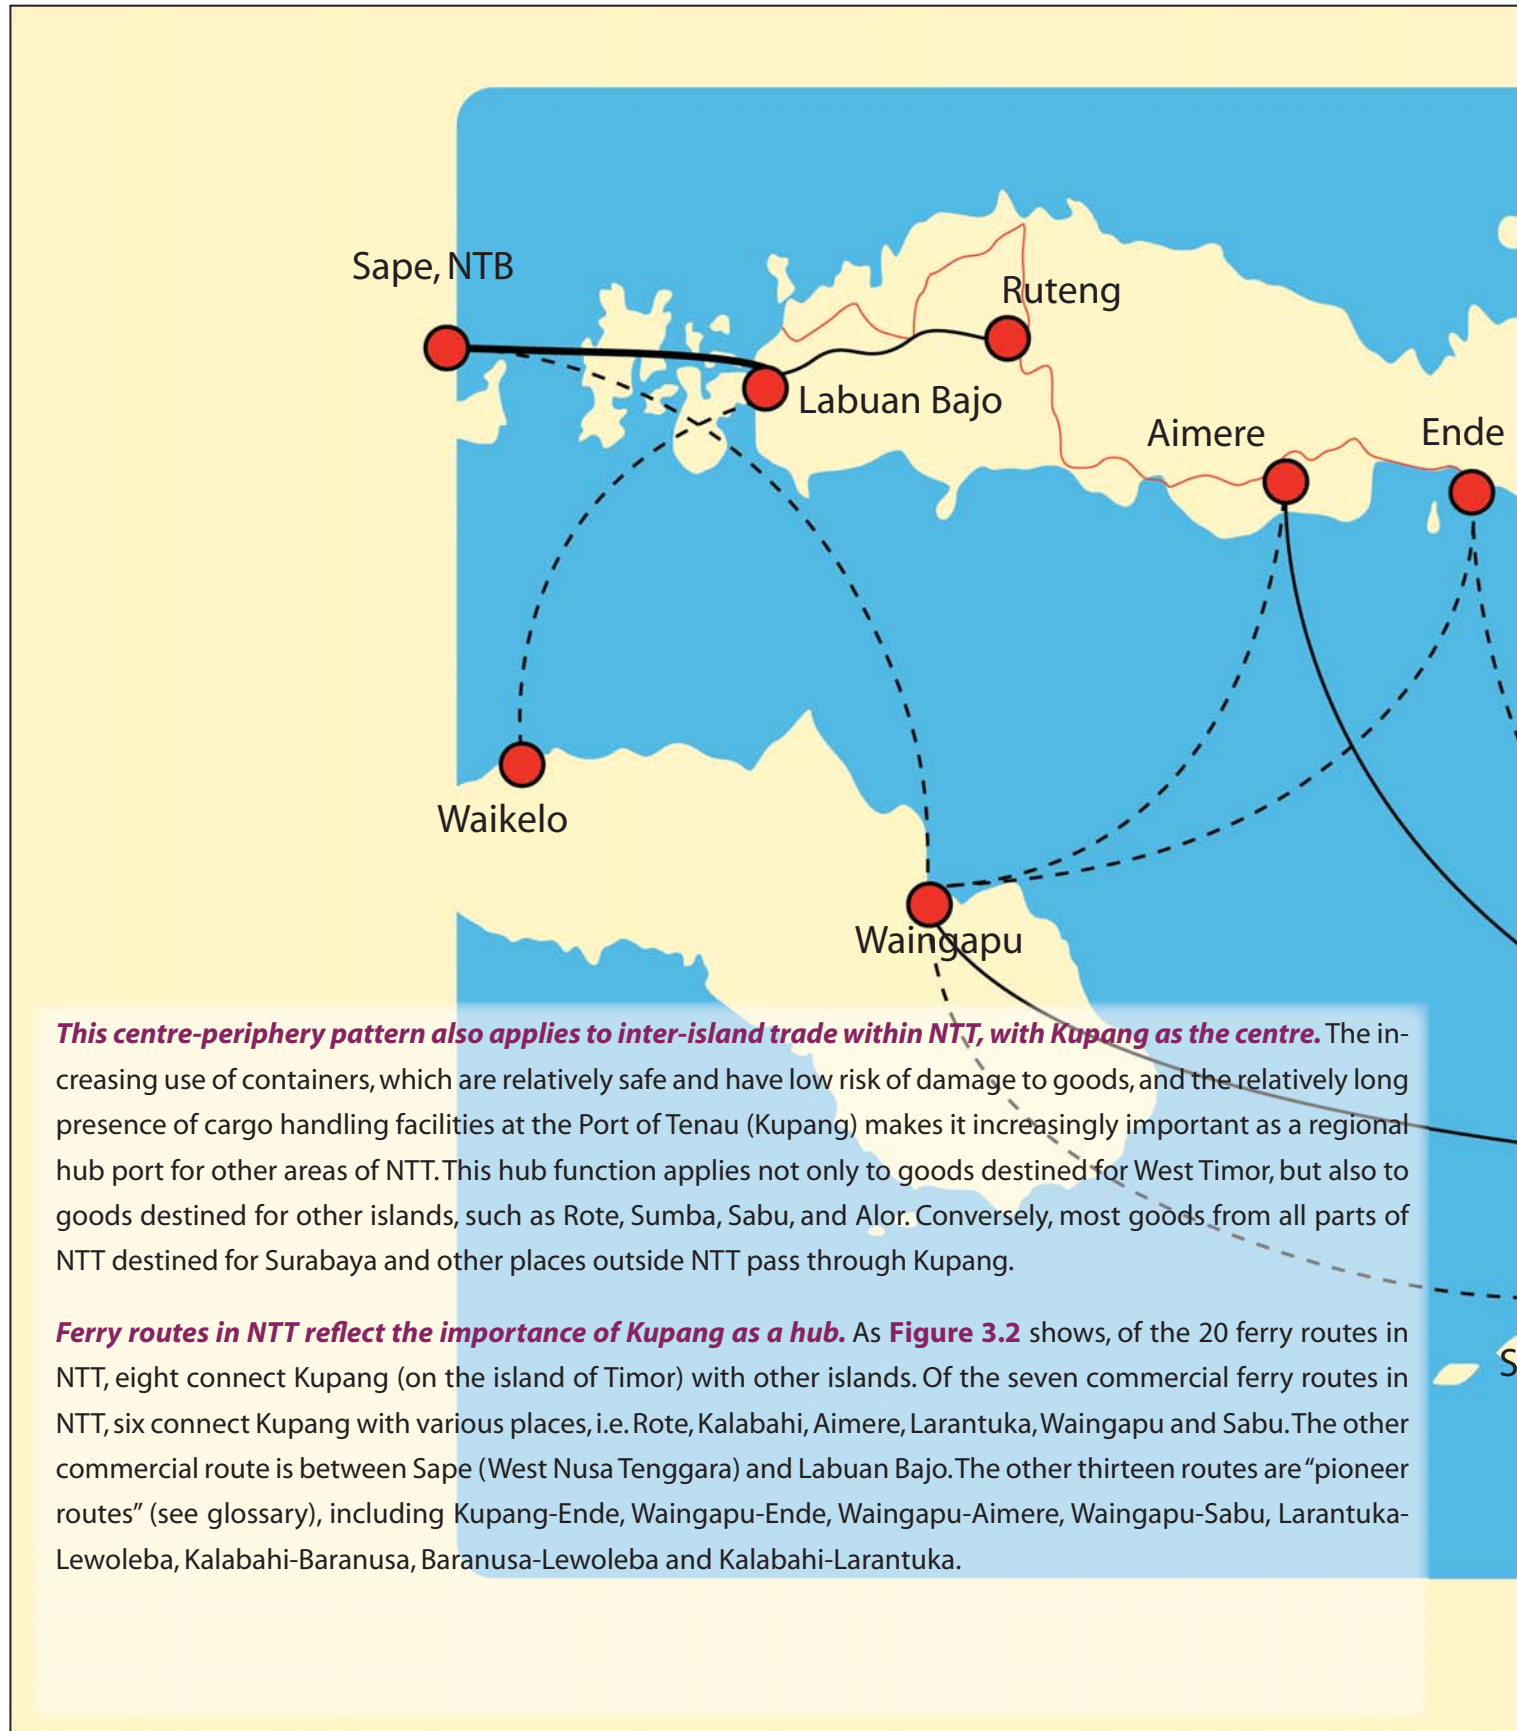 Sape, NTB
Ruteng
Labuan Bajo
Aimere
Ende
Waikelo
Waingapu
S
This centre-periphery pattern also applies to inter-island trade within NTT, with Kupang as the centre. The in-
creasing use of containers, which are relatively safe and have low risk of damage to goods, and the relatively long
presence of cargo handling facilities at the Port of Tenau (Kupang) makes it increasingly important as a regional
hub port for other areas of NTT. This hub function applies not only to goods destined for West Timor, but also to
goods destined for other islands, such as Rote, Sumba, Sabu, and Alor. Conversely, most goods from all parts of
NTT destined for Surabaya and other places outside NTT pass through Kupang.
Ferry routes in NTT reflect the importance of Kupang as a hub. As Figure 3.2 shows, of the 20 ferry routes in
NTT, eight connect Kupang (on the island of Timor) with other islands. Of the seven commercial ferry routes in
NTT, six connect Kupang with various places, i.e. Rote, Kalabahi, Aimere, Larantuka, Waingapu and Sabu. The other
commercial route is between Sape (West Nusa Tenggara) and Labuan Bajo. The other thirteen routes are “pioneer
routes” (see glossary), including Kupang-Ende, Waingapu-Ende, Waingapu-Aimere, Waingapu-Sabu, Larantuka-
Lewoleba, Kalabahi-Baranusa, Baranusa-Lewoleba and Kalabahi-Larantuka.